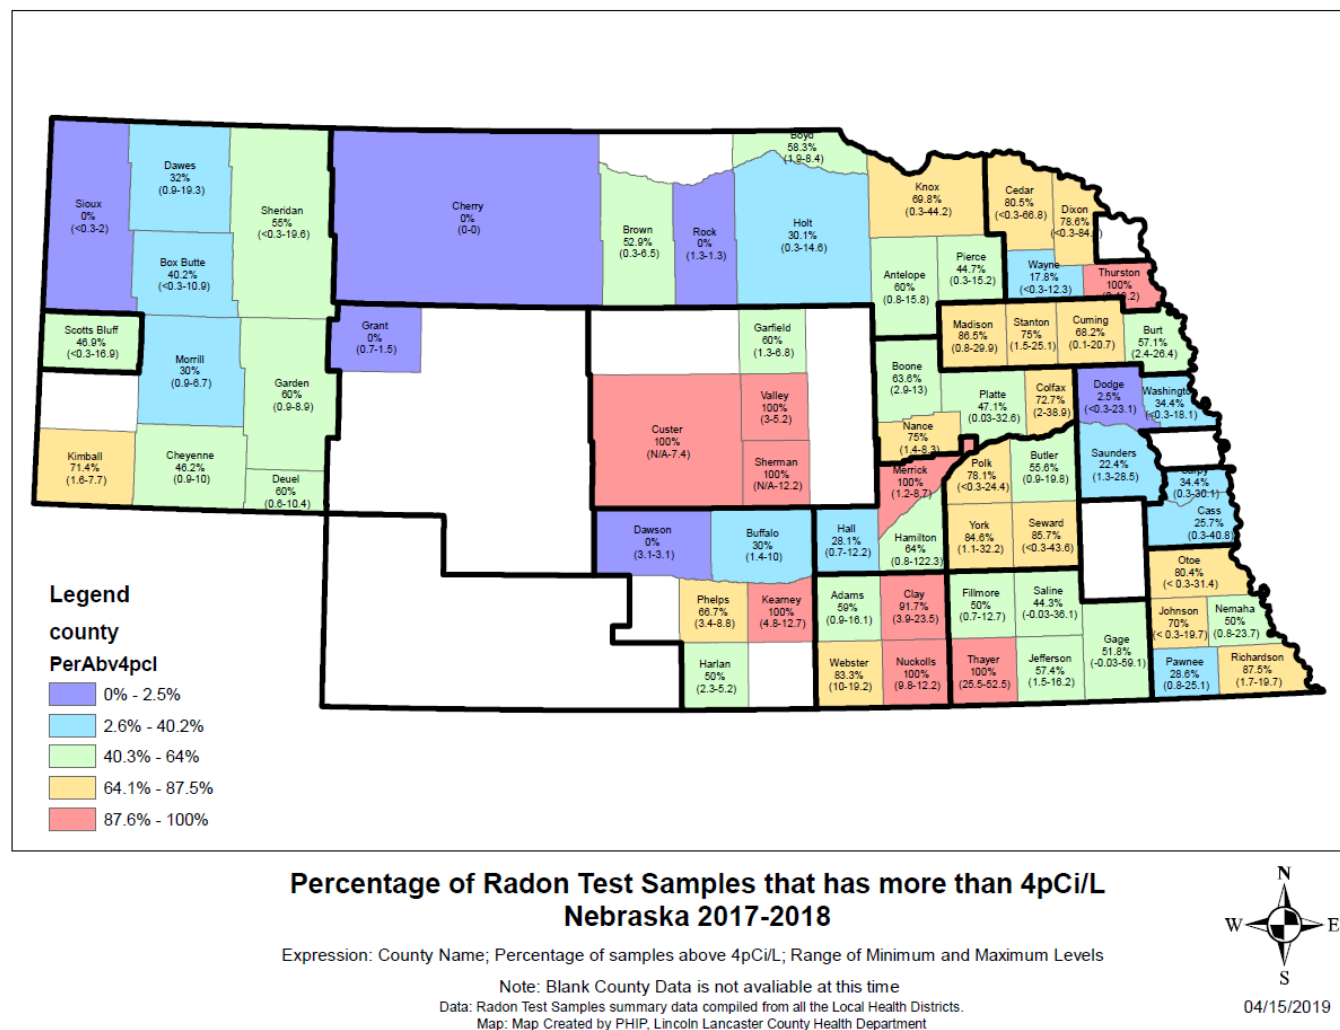 Sioux
0%
(<0.3-2)
Dawes
32%
(0.9-19.3)
Sheridan
55%
(<0.3-19.6)
Box Butte
40.2%
(<0.3-10.9)
Scotts Bluff
46.9%
(<0.3-16.9)
Morrill
30%
(0.9-6.7)
Garden
60%
(0.9-8.9)
Kimball
71.4%
(1.6-7.7)
Cheyenne
46.2%
(0.9-10)
Deuel
60%
(0.6-10.4)
Cherry
0%
(0-0)
Grant
0%
(0.7-1.5)
Brown
52.9%
(0.3-6.5)
Rock
0%
(1.3-1.3)
Boyd
58.3%
(1.9-8.4)
Holt
30.1%
(0.3-14.6)
Garfield
60%
(1.3-6.8)
Custer
100%
(N/A-7.4)
Valley
100%
(3-5.2)
Sherman
100%
(N/A-12.2)
Dawson
0%
(3.1-3.1)
Buffalo
30%
(1.4-10)
Phelps
66.7%
(3.4-8.8)
Kearney
100%
(4.8-12.7)
Harlan
50%
(2.3-5.2)
Knox
69.8%
(0.3-44.2)
Cedar
80.5%
(<0.3-66.8)
Dixon
78.6%
Antelope
60%
(0.8-15.8)
Pierce
44.7%
(0.3-15.2)
Wayne
17.8%
(<0.3-12.3)
Thurston
100%
Madison
86.5%
(0.8-29.9)
Stanton
75%
(1.5-25.1)
Cuming
68.2%
(0.1-20.7)
Burt
57.1%
(2.4-26.4)
Boone
63.6%
(2.9-13)
Platte
47.1%
(0.03-32.6)
Colfax
72.7%
(2-38.9)
Dodge
2.5%
(<0.3-23.1)
Washington
34.4%
(<0.3-18.1)
Nance
75%
(1.4-8.3)
Merrick
100%
(1.2-8.7)
Polk
78.1%
(<0.3-24.4)
Butler
55.6%
(0.9-19.8)
Saunders
22.4%
(1.3-28.5)
Sarpy
34.4%
(0.3-30.1)
Cass
25.7%
(0.3-40.8)
Hall
28.1%
(0.7-12.2)
Hamilton
64%
(0.8-122.3)
York
84.6%
(1.1-32.2)
Seward
85.7%
(<0.3-43.6)
Otoe
80.4%
(< 0.3-31.4)
Adams
59%
(0.9-16.1)
Clay
91.7%
(3.9-23.5)
Fillmore
50%
(0.7-12.7)
Saline
44.3%
(-0.03-36.1)
Gage
51.8%
(-0.03-59.1)
Johnson
70%
(< 0.3-19.7)
Nemaha
50%
(0.8-23.7)
Webster
83.3%
(10-19.2)
Nuckolls
100%
(9.8-12.2)
Thayer
100%
(25.5-52.5)
Jefferson
57.4%
(1.5-16.2)
Pawnee
28.6%
(0.8-25.1)
Richardson
87.5%
(1.7-19.7)
Legend
county
PerAbv4pcl
0% - 2.5%
2.6% - 40.2%
40.3% - 64%
64.1% - 87.5%
87.6% - 100%
Percentage of Radon Test Samples that has more than 4pCi/L
Nebraska 2017-2018
Expression: County Name; Percentage of samples above 4pCi/L; Range of Minimum and Maximum Levels
Note: Blank County Data is not avaliable at this time
Data: Radon Test Samples summary data compiled from all the Local Health Districts.
Map: Map Created by PHIP, Lincoln Lancaster County Health Department
N
W
E
S
04/15/2019